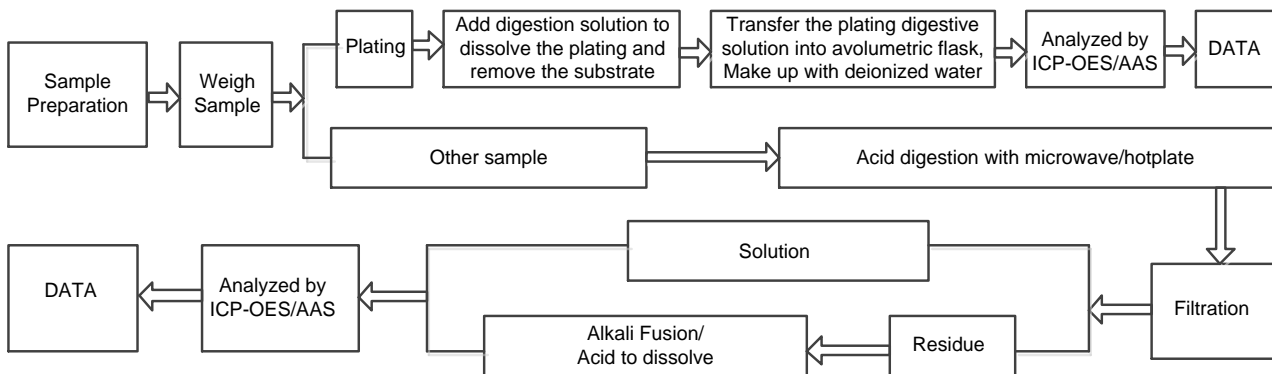 Sample
Preparation
Weigh
Sample
Plating
Add digestion solution to
dissolve the plating and
remove the substrate
Transfer the plating digestive
solution into avolumetric flask,
Make up with deionized water
Analyzed by
ICP-OES/AAS
DATA
Other sample
Acid digestion with microwave/hotplate
Filtration
Solution
Residue
Alkali Fusion/
Acid to dissolve
Analyzed by
ICP-OES/AAS
DATA